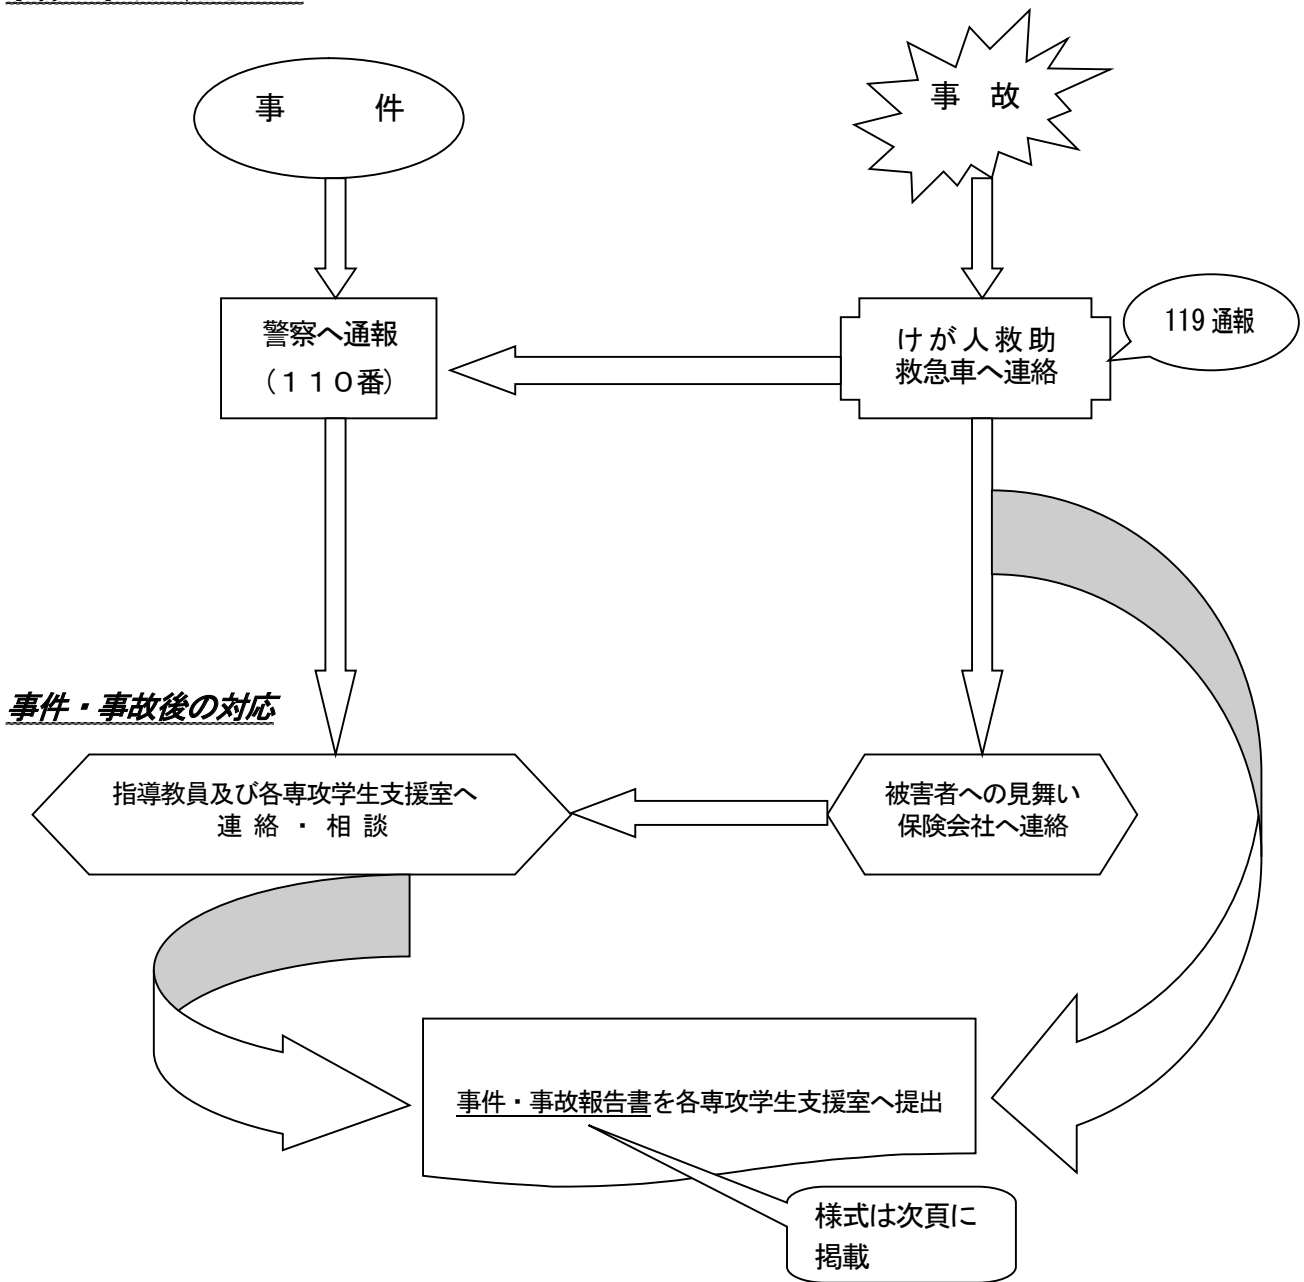 事 件
事 故
警察へ通報
（１１０番）
けが人救助
救急車へ連絡
119 通報
事件・事故後の対応
指導教員及び各専攻学生支援室へ
連 絡 ・ 相 談
被害者への見舞い
保険会社へ連絡
事件・事故報告書を各専攻学生支援室へ提出
様式は次頁に
掲載